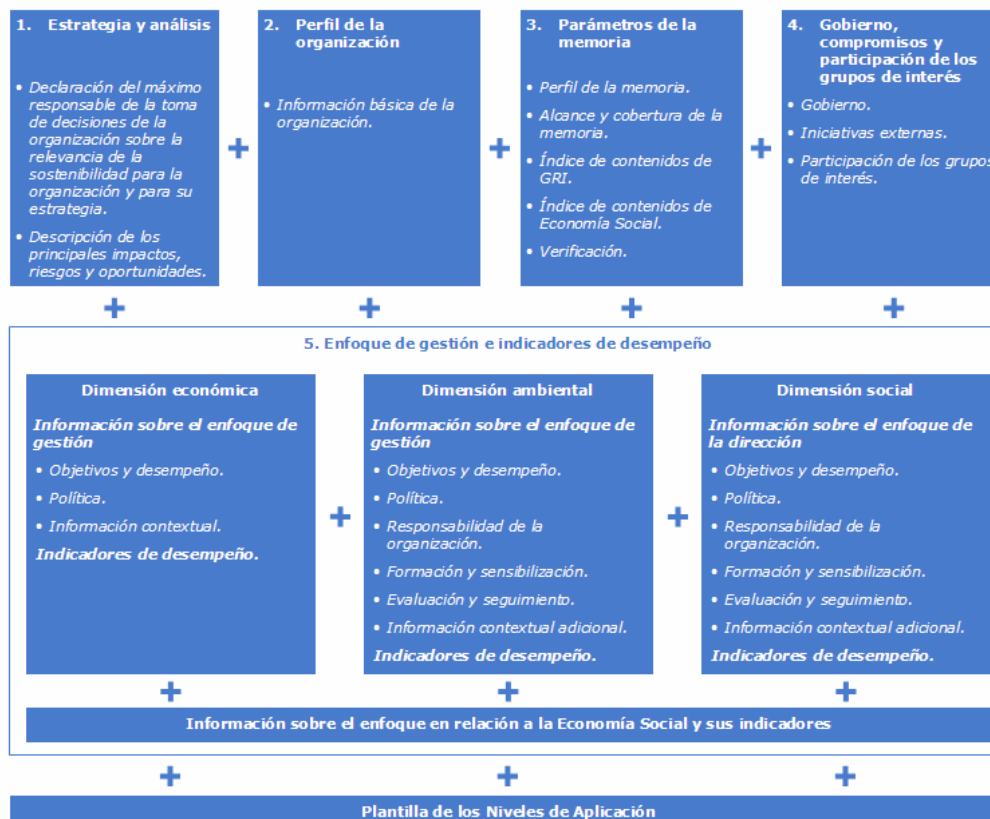 1. Estrategia y análisis
• Declaración del máximo
responsable de la toma
de decisiones de la
organización sobre la
relevancia de la
sostenibilidad para la
organización y para su
estrategia.
• Descripción de los
principales impactos,
riesgos y oportunidades.
+
2. Perfil de la
organización
• Información básica de la
organización.
+
3. Parámetros de la
memoria
• Perfil de la memoria.
• Alcance y cobertura de la
memoria.
• Índice de contenidos de
GRI.
• Índice de contenidos de
Economía Social.
• Verificación.
+
4. Gobierno,
compromisos y
participación de los
grupos de interés
• Gobierno.
• Iniciativas externas.
• Participación de los grupos
de interés.
+ + + +
5. Enfoque de gestión e indicadores de desempeño
Dimensión económica
Información sobre el enfoque de
gestión
• Objetivos y desempeño.
• Política.
• Información contextual.
Indicadores de desempeño.
+
Dimensión ambiental
Información sobre el enfoque de
gestión
• Objetivos y desempeño.
• Política.
• Responsabilidad de la
organización.
• Formación y sensibilización.
• Evaluación y seguimiento.
• Información contextual adicional.
Indicadores de desempeño.
+
Dimensión social
Información sobre el enfoque de
la dirección
• Objetivos y desempeño.
• Política.
• Responsabilidad de la
organización.
• Formación y sensibilización.
• Evaluación y seguimiento.
• Información contextual adicional.
Indicadores de desempeño.
+ + +
Información sobre el enfoque en relación a la Economía Social y sus indicadores
+ + +
Plantilla de los Niveles de Aplicación